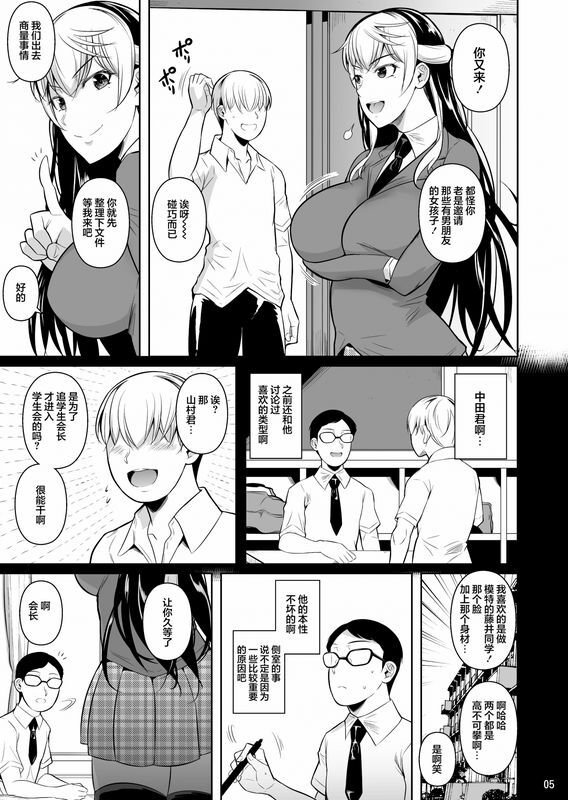 你又来！
都怪你
老是邀请
那些有男朋友
的女孩子
ポ
ポ
诶呀～～
碰巧而已
我们出去
商量事情
你就先
整理下文件
等我来吧
好的
中田君啊…
之前还和他
讨论过
喜欢的类型啊
诶？
那
山村君…
是为了
追学生会长
才进入
学生会的吗？
很能干啊
我喜欢的是做
模特的藤井同学！
那个脸
加上那个身材…
啊哈哈
两个都是
高不可攀啊…
是啊笑
他的本性
不坏的啊
侧室的事
说不定是因为
一些比较重要
的原因吧
让你久等了
啊
会长
05